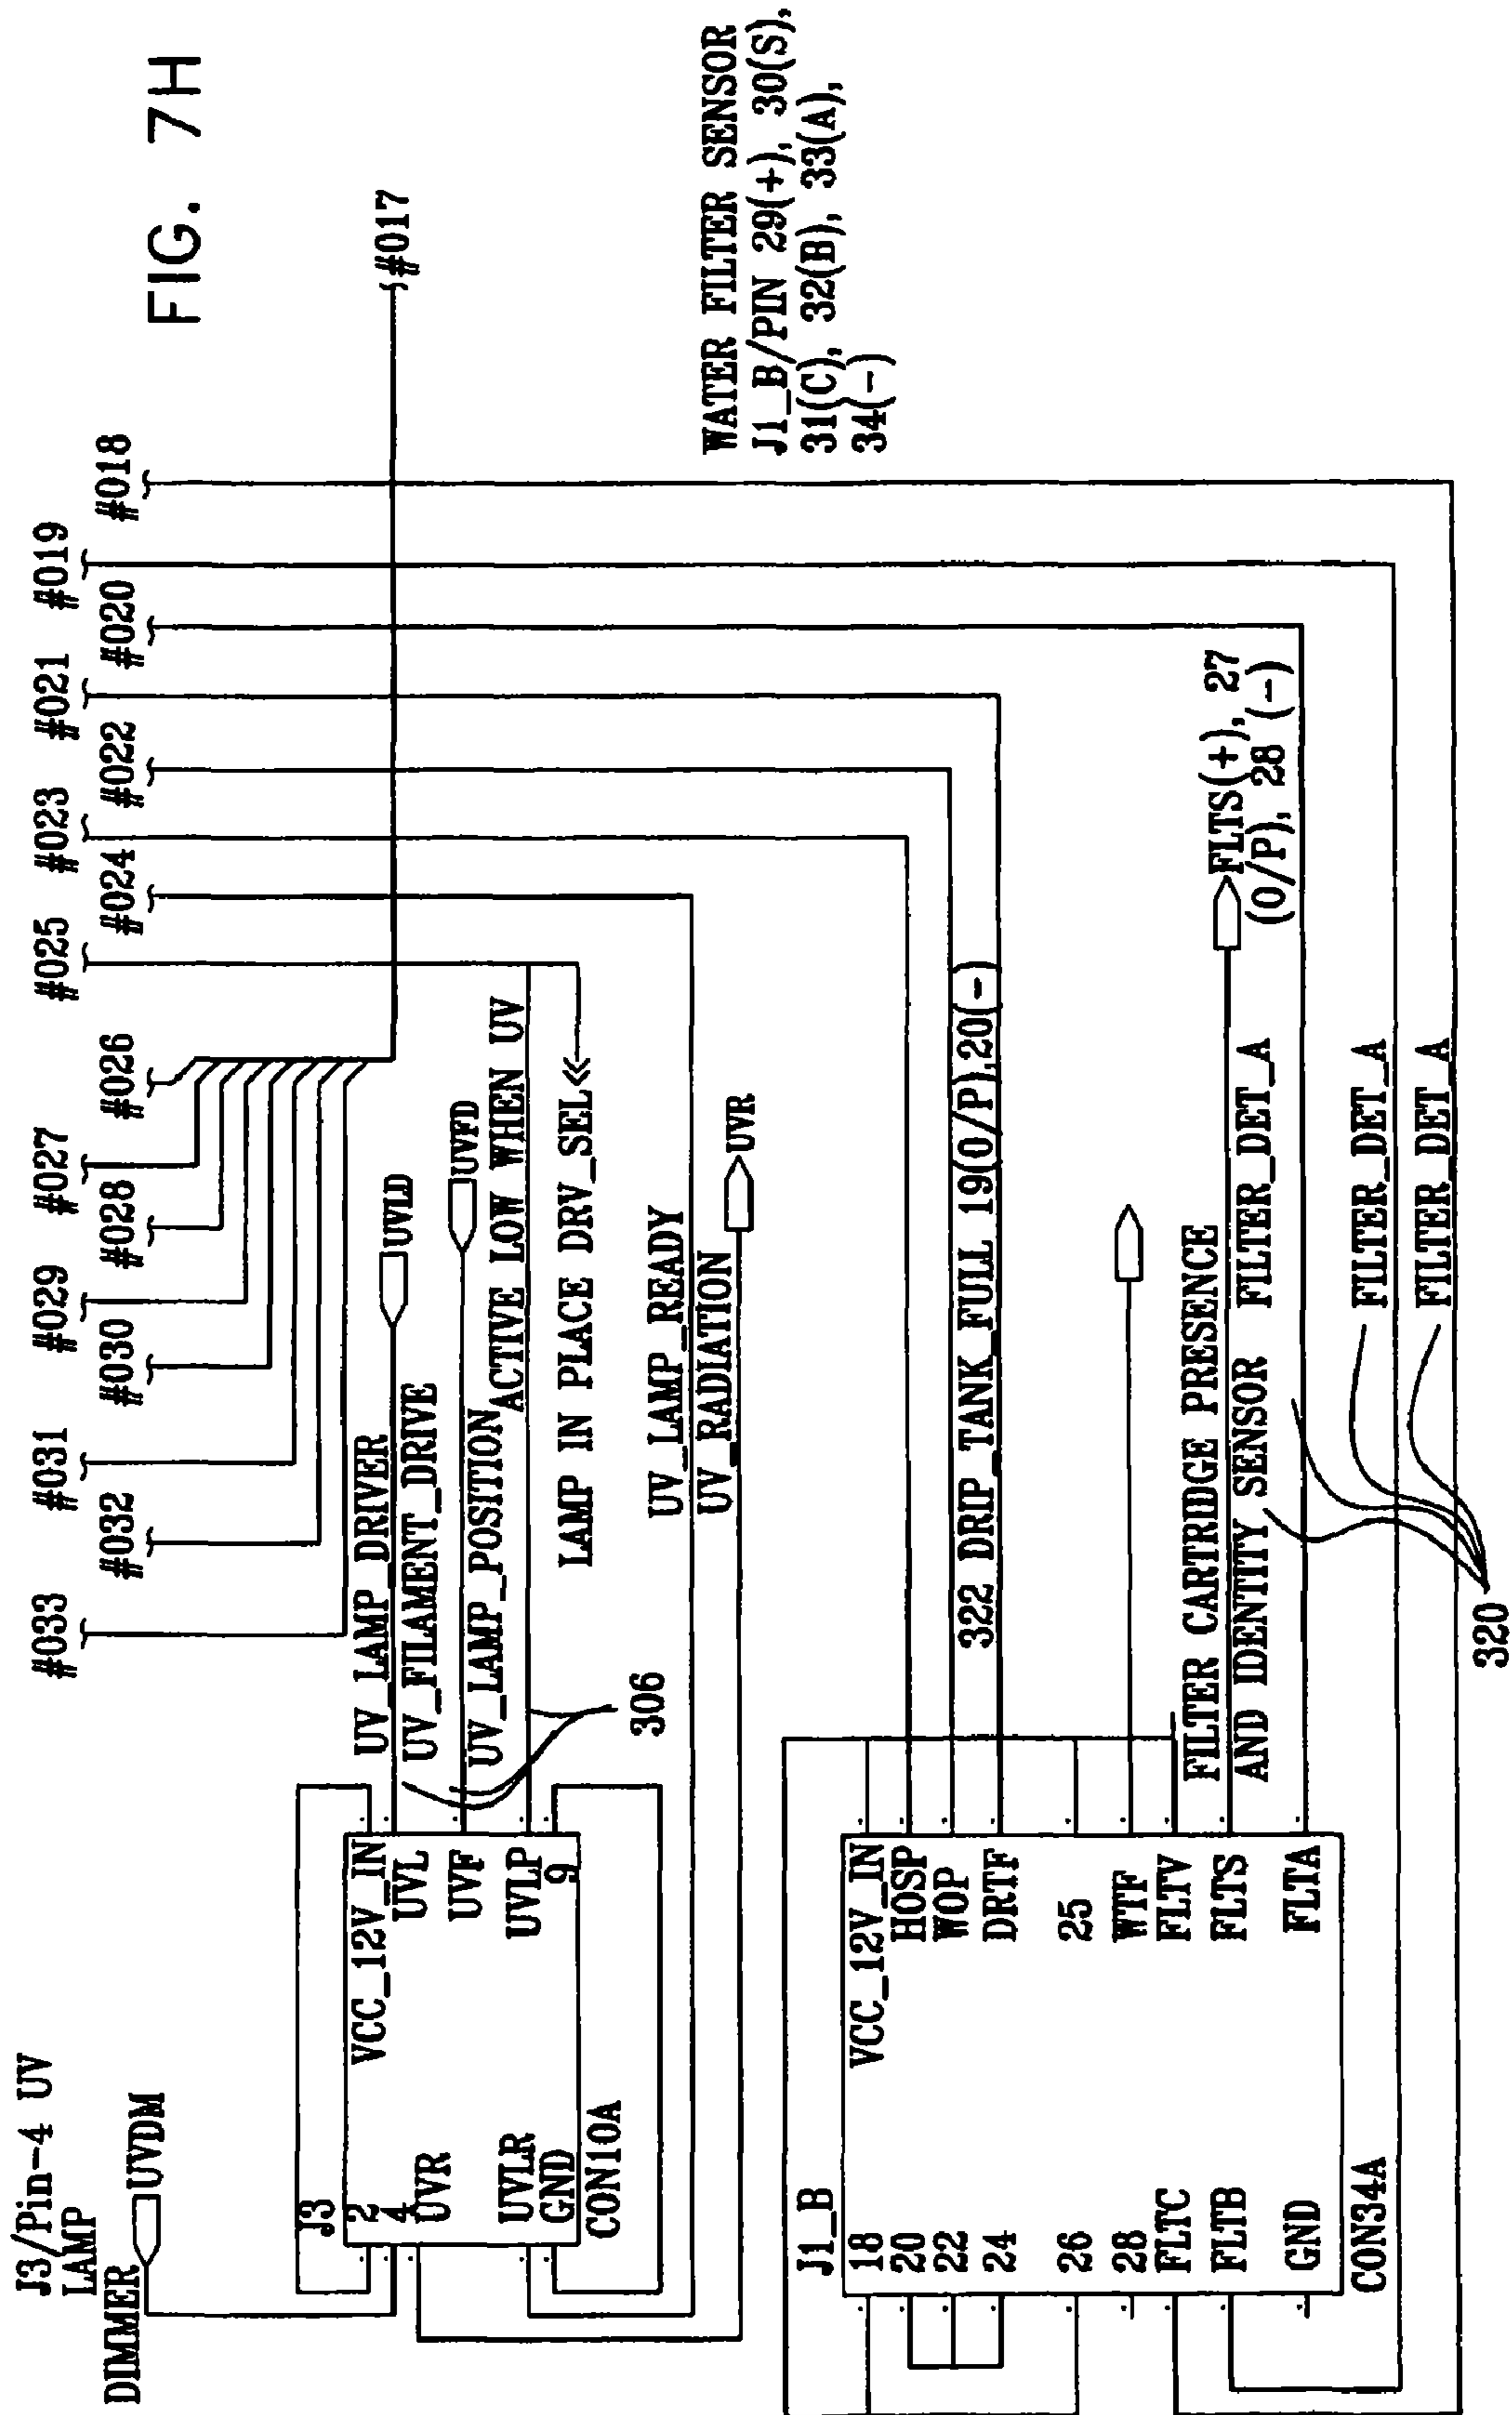 FIG. 7H
J3/Pin-4 UV
LAMP
DIMMER
UVDM
#033
#032
#031
#030
#029
#028
#027
#026
#025
#024
#023
#022
#021
#020
#019
#018
#017
J3
2
4
UVR
UVLR
GND
CON10A
VCC_12V_IN
UVL
UVF
UVLP
9
UV_LAMP_DRIVER
UVLD
UV_FILAMENT_DRIVE
UVFD
UV_LAMP_POSITION
ACTIVE LOW WHEN UV
LAMP IN PLACE DRV_SEL
306
UV_LAMP_READY
UV_RADIATION
UVR
WATER FILTER SENSOR
J1_B/PIN 29(+), 30(S),
31(C), 32(B), 33(A),
34(-)
J1_B
18
20
22
24
26
28
FLTC
FLTB
GND
CON34A
VCC_12V_IN
HOSP
WOP
DRTF
25
WTF
FLTV
FLTS
FLTA
322 DRIP_TANK_FULL 19(O/P),20(-)
FILTER CARTRIDGE PRESENCE
AND IDENTITY SENSOR
FILTER_DET_A
FLTS(+), 27
(O/P), 28 (-)
FILTER_DET_A
FILTER_DET_A
320